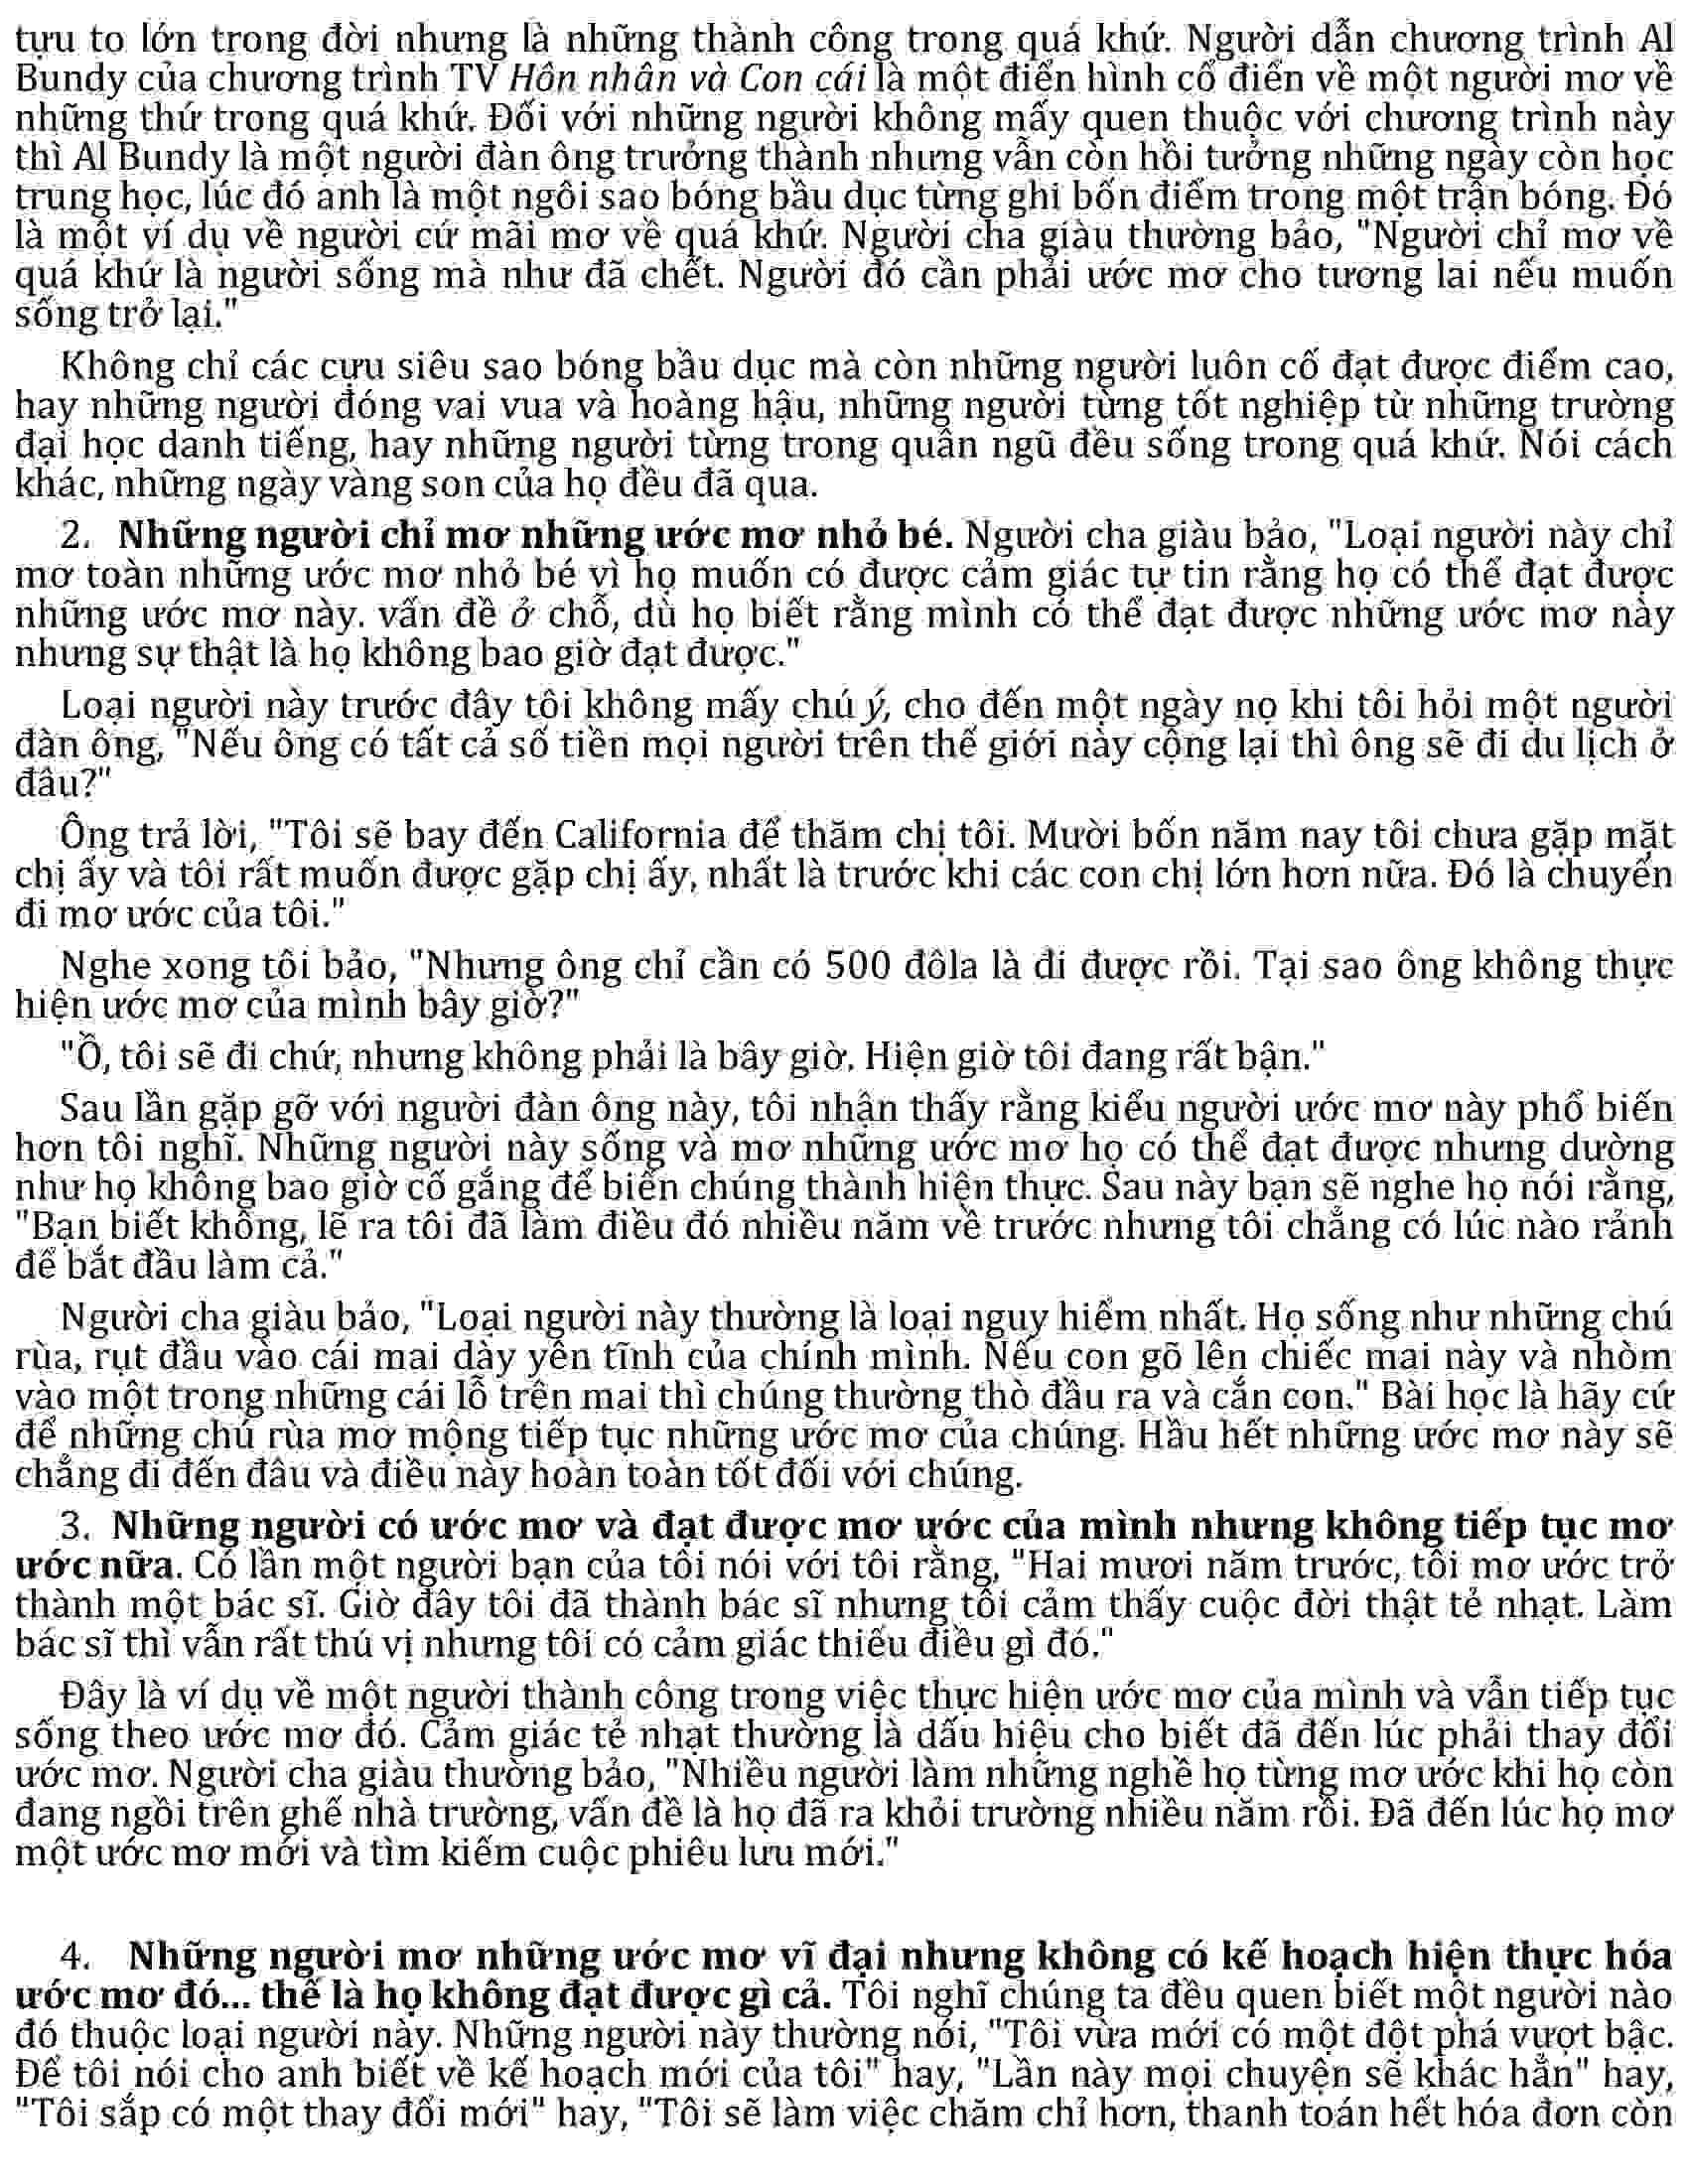 tựu to lớn trong đời nhưng là những thành công trong quá khứ. Người dẫn chương trình Al
Bundy của chương trình TV Hôn nhân và Con cái là một điển hình cổ điển về một người mơ về
những thứ trong quá khứ. Đối với những người không mấy quen thuộc với chương trình này
thì Al Bundy là một người đàn ông trưởng thành nhưng vẫn còn hồi tưởng những ngày còn học
trung học, lúc đó anh là một ngôi sao bóng bầu dục từng ghi bốn điểm trong một trận bóng. Đó
là một ví dụ về người cứ mãi mơ về quá khứ. Người cha giàu thường bảo, "Người chỉ mơ về
quá khứ là người sống mà như đã chết. Người đó cần phải ước mơ cho tương lai nếu muốn
sống trở lại."
Không chỉ các cựu siêu sao bóng bầu dục mà còn những người luôn cố đạt được điểm cao,
hay những người đóng vai vua và hoàng hậu, những người từng tốt nghiệp từ những trường
đại học danh tiếng, hay những người từng trong quân ngũ đều sống trong quá khứ. Nói cách
khác, những ngày vàng son của họ đều đã qua.
2. Những người chỉ mơ những ước mơ nhỏ bé. Người cha giàu bảo, "Loại người này chỉ
mơ toàn những ước mơ nhỏ bé vì họ muốn có được cảm giác tự tin rằng họ có thể đạt được
những ước mơ này. vấn đề ở chỗ, dù họ biết rằng mình có thể đạt được những ước mơ này
nhưng sự thật là họ không bao giờ đạt được."
Loại người này trước đây tôi không mấy chú ý, cho đến một ngày nọ khi tôi hỏi một người
đàn ông, "Nếu ông có tất cả số tiền mọi người trên thế giới này cộng lại thì ông sẽ đi du lịch ở
đâu?"
Ông trả lời, "Tôi sẽ bay đến California để thăm chị tôi. Mười bốn năm nay tôi chưa gặp mặt
chị ấy và tôi rất muốn được gặp chị ấy, nhất là trước khi các con chị lớn hơn nữa. Đó là chuyến
đi mơ ước của tôi."
Nghe xong tôi bảo, "Nhưng ông chỉ cần có 500 đôla là đi được rồi. Tại sao ông không thực
hiện ước mơ của mình bây giờ?"
"Ồ, tôi sẽ đi chứ, nhưng không phải là bây giờ. Hiện giờ tôi đang rất bận."
Sau lần gặp gỡ với người đàn ông này, tôi nhận thấy rằng kiểu người ước mơ này phổ biến
hơn tôi nghĩ. Những người này sống và mơ những ước mơ họ có thể đạt được nhưng dường
như họ không bao giờ cố gắng để biến chúng thành hiện thực. Sau này bạn sẽ nghe họ nói rằng,
"Bạn biết không, lẽ ra tôi đã làm điều đó nhiều năm về trước nhưng tôi chẳng có lúc nào rảnh
để bắt đầu làm cả."
Người cha giàu bảo, "Loại người này thường là loại nguy hiểm nhất. Họ sống như những chú
rùa, rụt đầu vào cái mai dày yên tĩnh của chính mình. Nếu con gõ lên chiếc mai này và nhòm
vào một trong những cái lỗ trên mai thì chúng thường thò đầu ra và cắn con." Bài học là hãy cứ
để những chú rùa mơ mộng tiếp tục những ước mơ của chúng. Hầu hết những ước mơ này sẽ
chẳng đi đến đâu và điều này hoàn toàn tốt đối với chúng.
3. Những người có ước mơ và đạt được mơ ước của mình nhưng không tiếp tục mơ
ước nữa. Có lần một người bạn của tôi nói với tôi rằng, "Hai mươi năm trước, tôi mơ ước trở
thành một bác sĩ. Giờ đây tôi đã thành bác sĩ nhưng tôi cảm thấy cuộc đời thật tẻ nhạt. Làm
bác sĩ thì vẫn rất thú vị nhưng tôi có cảm giác thiếu điều gì đó."
Đây là ví dụ về một người thành công trong việc thực hiện ước mơ của mình và vẫn tiếp tục
sống theo ước mơ đó. Cảm giác tẻ nhạt thường là dấu hiệu cho biết đã đến lúc phải thay đổi
ước mơ. Người cha giàu thường bảo, "Nhiều người làm những nghề họ từng mơ ước khi họ còn
đang ngồi trên ghế nhà trường, vấn đề là họ đã ra khỏi trường nhiều năm rồi. Đã đến lúc họ mơ
một ước mơ mới và tìm kiếm cuộc phiêu lưu mới."
4. Những người mơ những ước mơ vĩ đại nhưng không có kế hoạch hiện thực hóa
ước mơ đó... thế là họ không đạt được gì cả. Tôi nghĩ chúng ta đều quen biết một người nào
đó thuộc loại người này. Những người này thường nói, "Tôi vừa mới có một đột phá vượt bậc.
Để tôi nói cho anh biết về kế hoạch mới của tôi" hay, "Lần này mọi chuyện sẽ khác hẳn" hay,
"Tôi sắp có một thay đổi mới" hay, "Tôi sẽ làm việc chăm chỉ hơn, thanh toán hết hóa đơn còn